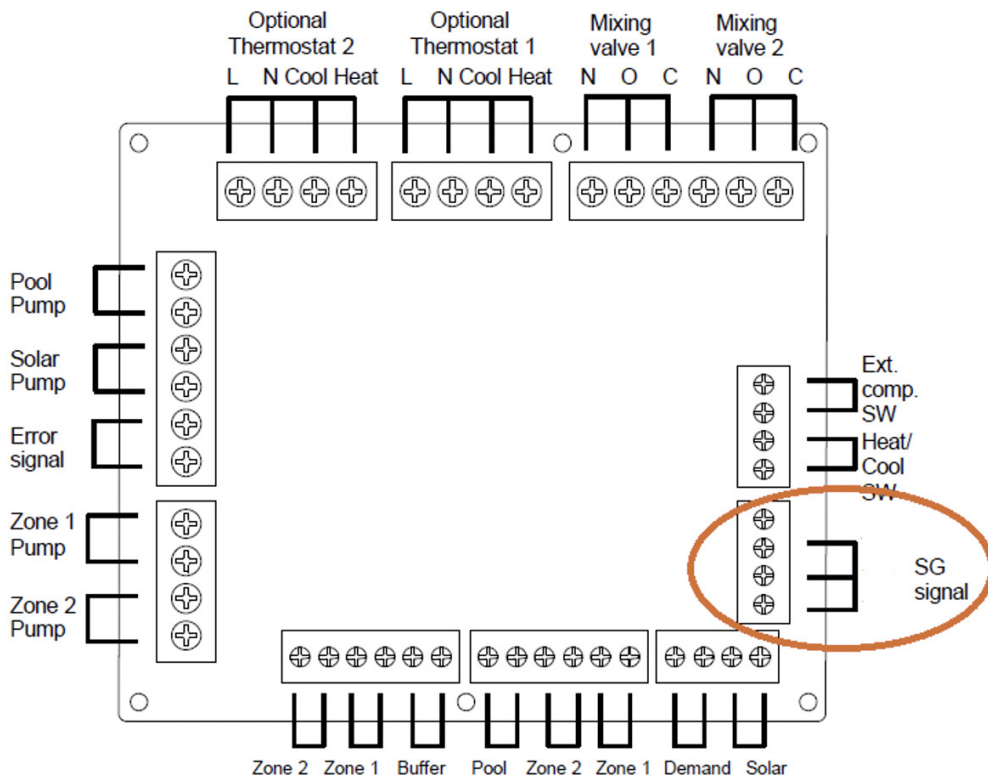 Optional
Thermostat 2
L N Cool Heat
Optional
Thermostat 1
L N Cool Heat
Mixing
valve 1
N O C
Mixing
valve 2
N O C
Pool
Pump
Solar
Pump
Error
signal
Zone 1
Pump
Zone 2
Pump
Ext.
comp.
SW
Heat/
Cool
SW
SG
signal
Zone 2 Zone 1 Buffer Pool Zone 2 Zone 1 Demand Solar